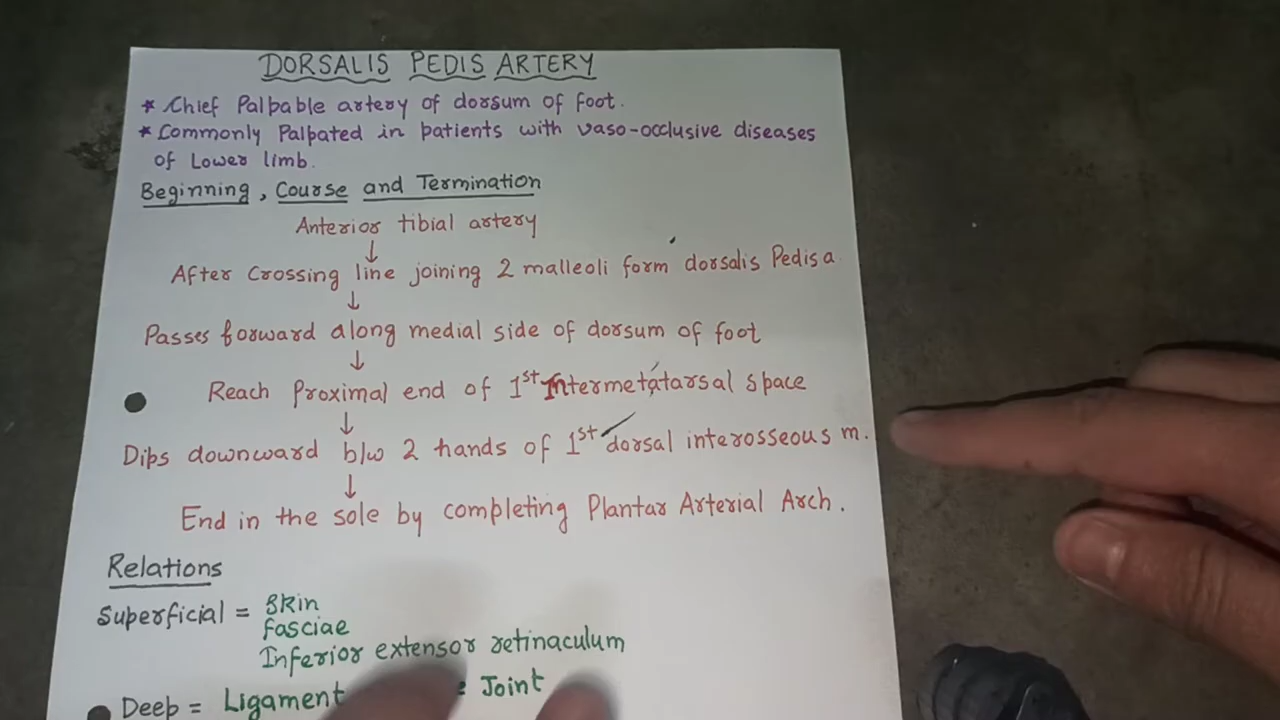 DORSALIS PEDIS ARTERY
* Chief Palpable artery of dorsum of foot.
* Commonly Palpated in patients with vaso-occlusive diseases
of Lower limb.
Beginning, Course and Termination
Anterior tibial artery
↓
After Crossing line joining 2 malleoli form dorsalis Pedis a.
↓
Passes forward along medial side of dorsum of foot
↓
Reach Proximal end of 1st Intermetatarsal space
↓
Dips downward b/w 2 hands of 1st dorsal interosseous m.
↓
End in the sole by completing Plantar Arterial Arch.
Relations
Superficial = Skin
fasciae
Inferior extensor retinaculum
Deep = Ligament Joint